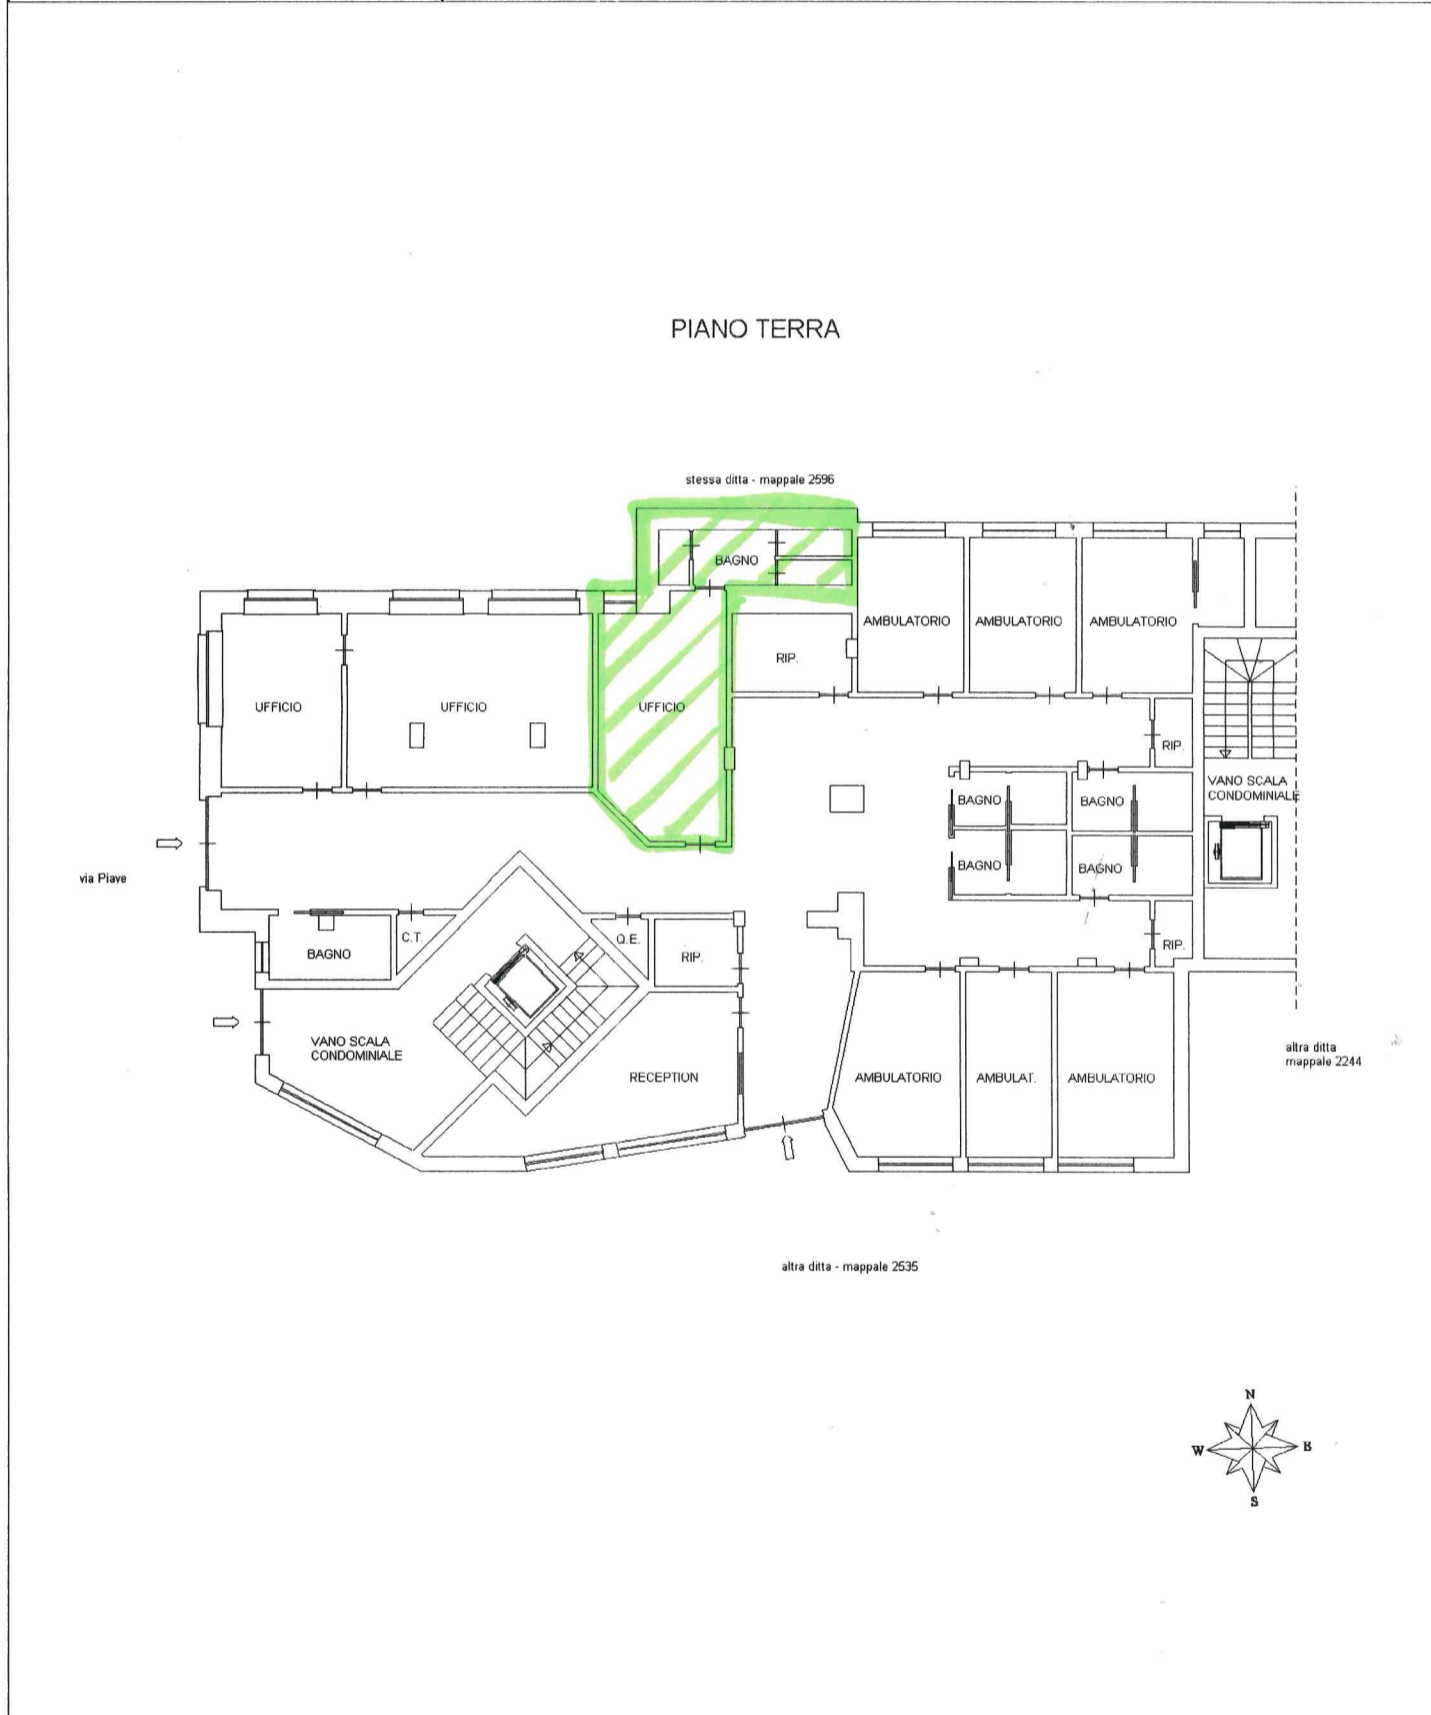 PIANO TERRA
stessa ditta - mappale 2596
BAGNO
AMBULATORIO
AMBULATORIO
AMBULATORIO
RIP.
UFFICIO
UFFICIO
UFFICIO
RIP.
VANO SCALA
CONDOMINIALE
BAGNO
BAGNO
BAGNO
BAGNO
via Piave
C.T.
Q.E.
BAGNO
RIP.
RIP.
VANO SCALA
CONDOMINIALE
RECEPTION
AMBULATORIO
AMBULAT.
AMBULATORIO
altra ditta
mappale 2244
altra ditta - mappale 2535
N
W
E
S